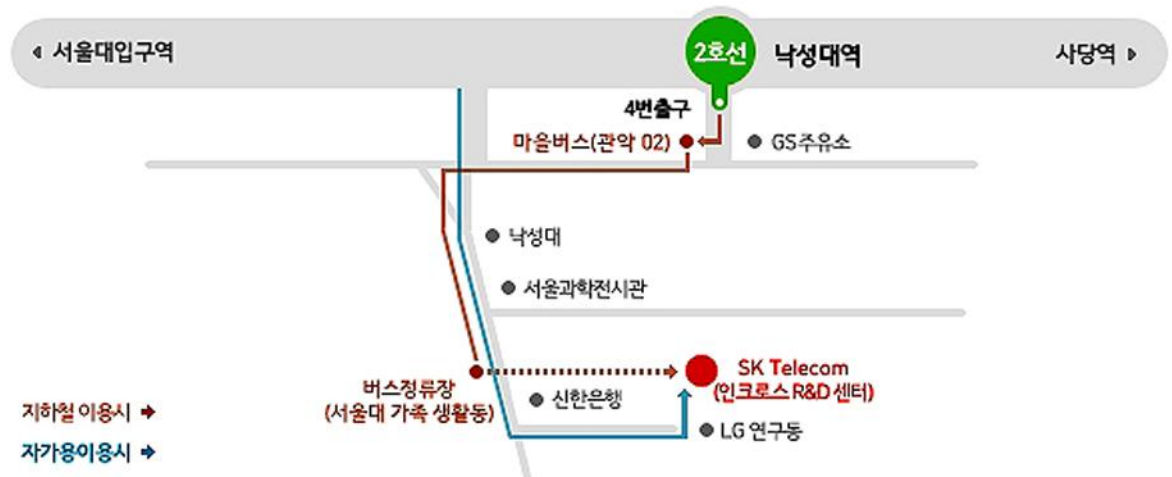 서울대입구역
2호선
낙성대역
사당역
4번출구
마을버스(관악 02)
GS주유소
낙성대
서울과학전시관
SK Telecom
(인크로스 R&D 센터)
버스정류장
(서울대 가족 생활동)
신한은행
LG 연구동
지하철 이용시
자가용이용시